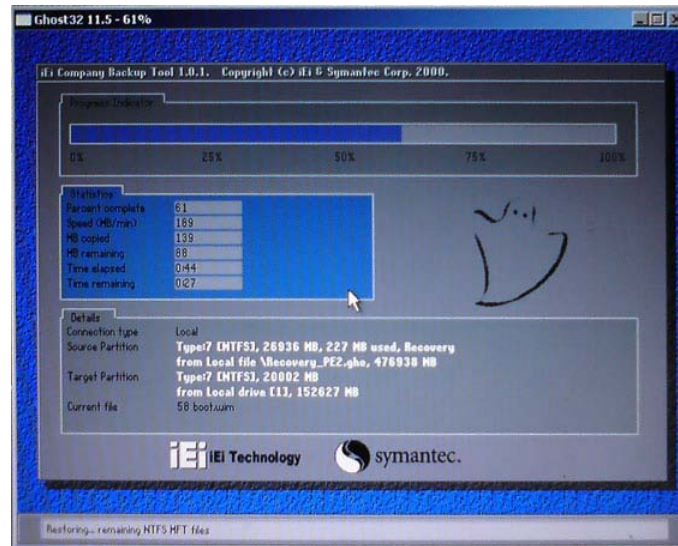 Ghost32 11.5 - 61%
iEi Company Backup Tool 1.0.1. Copyright (c) iEi & Symantec Corp. 2000.
Progress Indicator
0% 25% 50% 75% 100%
Statistics
Percent complete 61
Speed (MB/min) 189
MB copied 139
MB remaining 88
Time elapsed 0:44
Time remaining 0:27
Details
Connection type Local
Source Partition Type:7 [NTFS], 26936 MB, 227 MB used, Recovery
from Local file \Recovery_PE2.gho, 476938 MB
Target Partition Type:7 [NTFS], 20002 MB
from Local drive [1], 152627 MB
Current file 58 boot.wim
iEi iEi Technology symantec.
Restoring... remaining NTFS MFT files